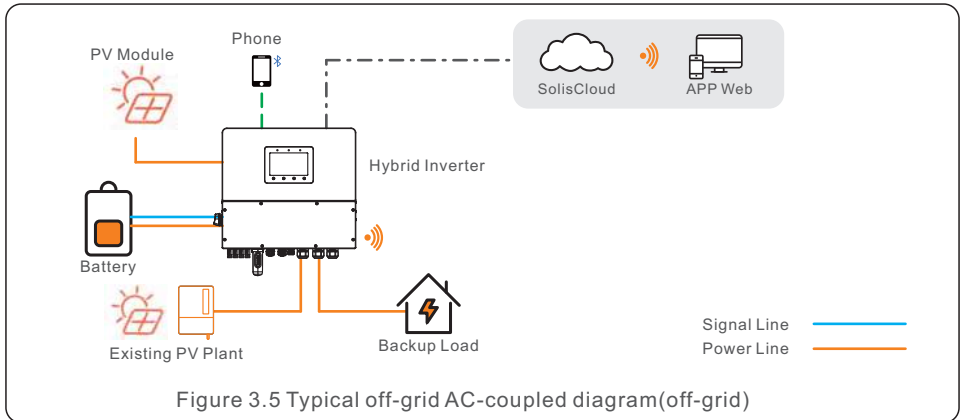 Phone
PV Module
SolisCloud
APP Web
Hybrid Inverter
Battery
Existing PV Plant
Backup Load
Signal Line
Power Line
Figure 3.5 Typical off-grid AC-coupled diagram(off-grid)